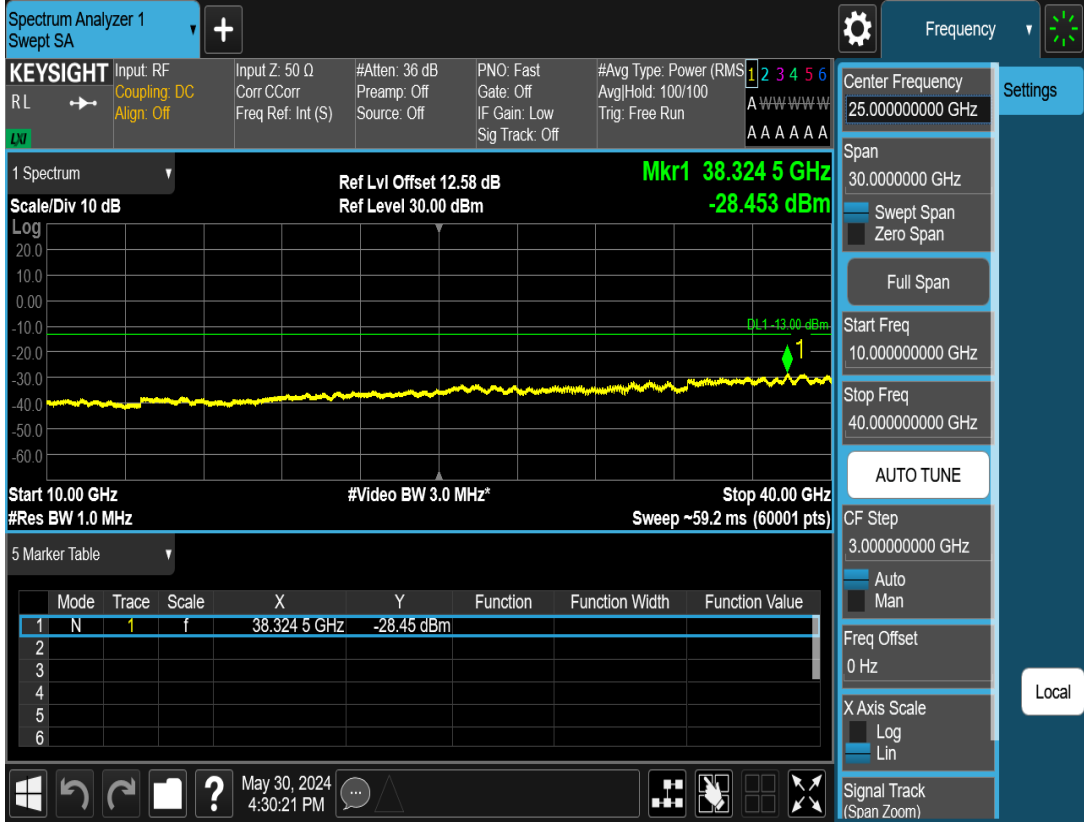 Spectrum Analyzer 1
Swept SA
+
Frequency
KEYSIGHT
RL
LXI
Input: RF
Coupling: DC
Align: Off
Input Z: 50 Ω
Corr CCorr
Freq Ref: Int (S)
#Atten: 36 dB
Preamp: Off
Source: Off
PNO: Fast
Gate: Off
IF Gain: Low
Sig Track: Off
#Avg Type: Power (RMS
Avg|Hold: 100/100
Trig: Free Run
1 2 3 4 5 6
A W W W W W
A A A A A A
1 Spectrum
Scale/Div 10 dB
Ref Lvl Offset 12.58 dB
Ref Level 30.00 dBm
Mkr1 38.324 5 GHz
-28.453 dBm
Log
20.0
10.0
0.00
-10.0
-20.0
-30.0
-40.0
-50.0
-60.0
DL1 -13.00 dBm
1
Start 10.00 GHz
#Res BW 1.0 MHz
#Video BW 3.0 MHz*
Stop 40.00 GHz
Sweep ~59.2 ms (60001 pts)
5 Marker Table
Mode Trace Scale X Y Function Function Width Function Value
1 N 1 f 38.324 5 GHz -28.45 dBm
2
3
4
5
6
?
May 30, 2024
4:30:21 PM
Center Frequency
25.000000000 GHz
Span
30.0000000 GHz
Swept Span
Zero Span
Full Span
Start Freq
10.000000000 GHz
Stop Freq
40.000000000 GHz
AUTO TUNE
CF Step
3.000000000 GHz
Auto
Man
Freq Offset
0 Hz
X Axis Scale
Log
Lin
Signal Track
(Span Zoom)
Settings
Local